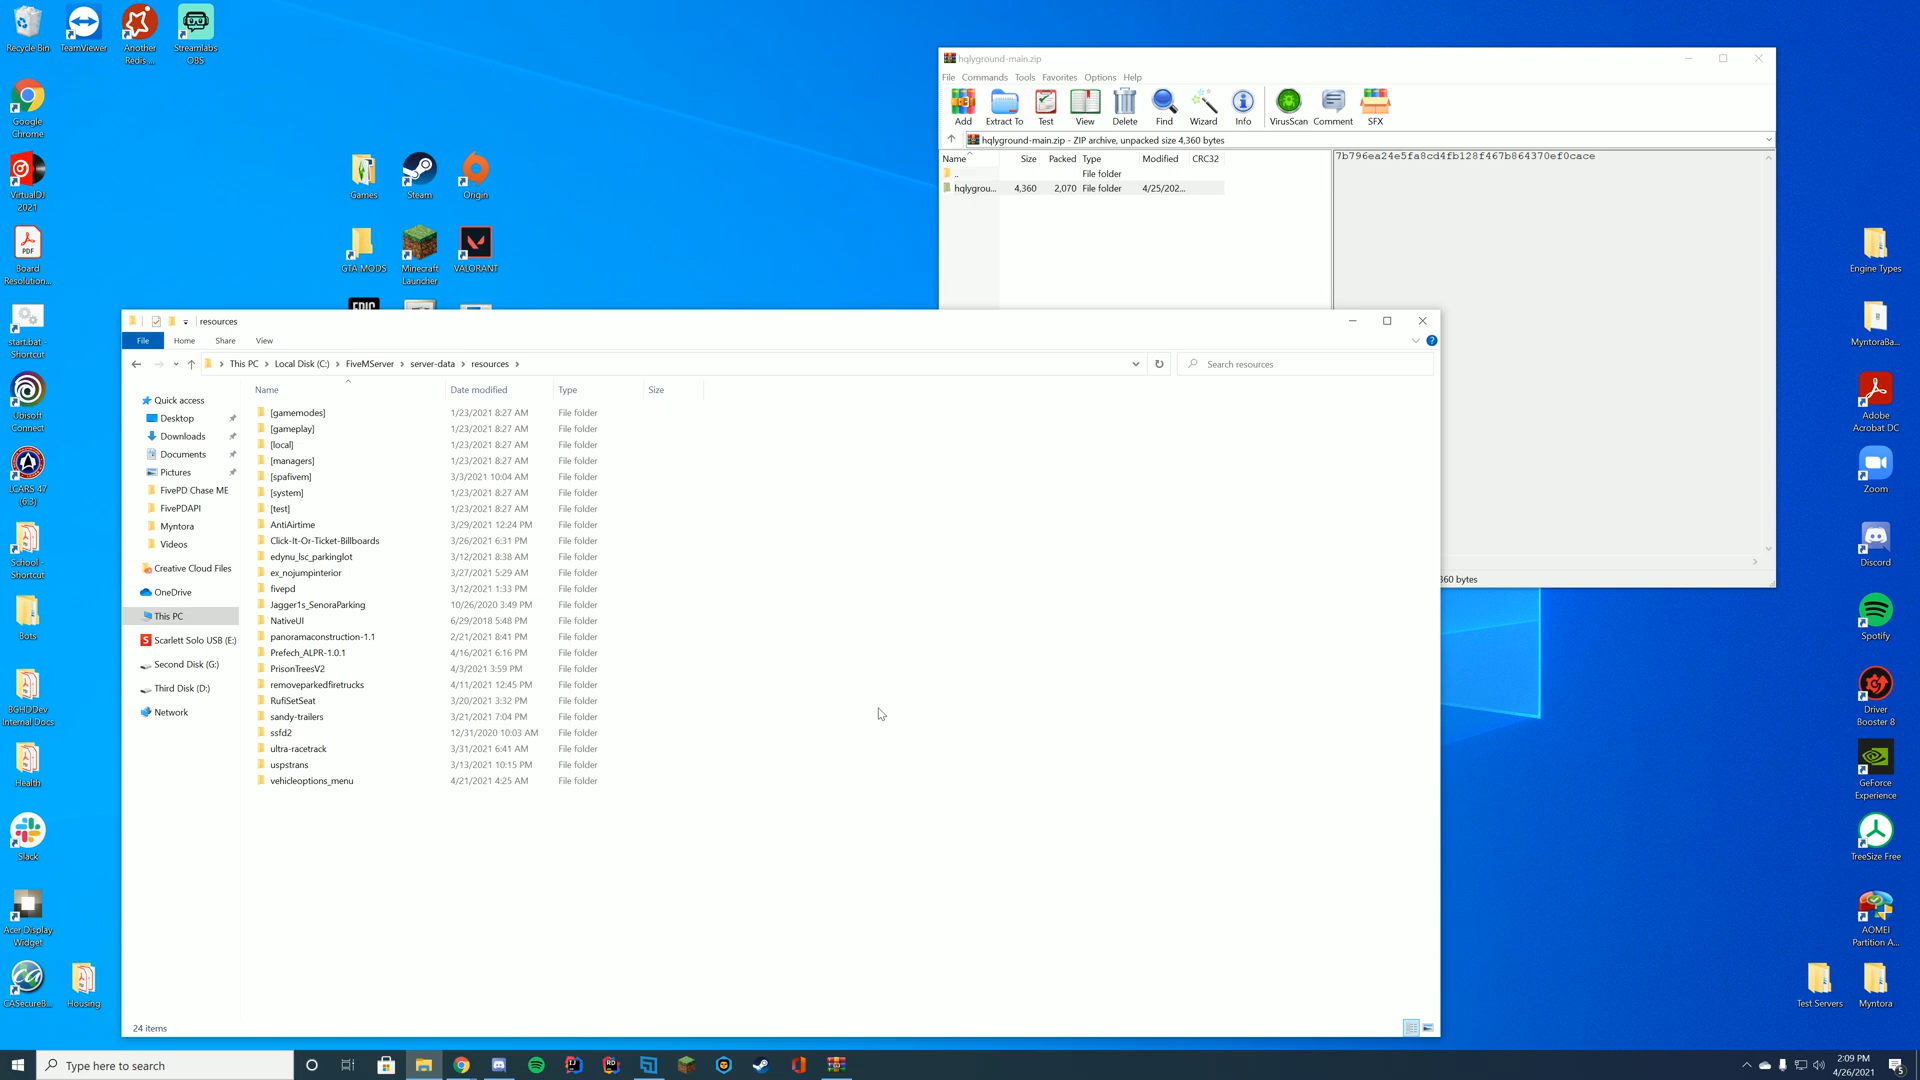 Recycle Bin
TeamViewer
Another
Redis ...
Streamlabs
OBS
Google
Chrome
VirtualDJ
2021
PDF
Board
Resolution...
start.bat -
Shortcut
Ubisoft
Connect
LCARS 47
(6.3)
School -
Shortcut
Bots
BGHDDev
Internal Docs
Health
Slack
Acer Display
Widget
CASecureB...
Housing
Games
Steam
Origin
GTA MODS
Minecraft
Launcher
VALORANT
EPIC
hqlyground-main.zip
File Commands Tools Favorites Options Help
Add Extract To Test View Delete Find Wizard Info VirusScan Comment SFX
hqlyground-main.zip - ZIP archive, unpacked size 4,360 bytes
Name Size Packed Type Modified CRC32
.. File folder
hqlygrou... 4,360 2,070 File folder 4/25/202...
7b796ea24e5fa8cd4fb128f467b864370ef0cace
360 bytes
resources
File Home Share View
This PC Local Disk (C:) FiveMServer server-data resources
Search resources
Quick access
Desktop
Downloads
Documents
Pictures
FivePD Chase ME
FivePDAPI
Myntora
Videos
Creative Cloud Files
OneDrive
This PC
Scarlett Solo USB (E:)
Second Disk (G:)
Third Disk (D:)
Network
Name Date modified Type Size
[gamemodes] 1/23/2021 8:27 AM File folder
[gameplay] 1/23/2021 8:27 AM File folder
[local] 1/23/2021 8:27 AM File folder
[managers] 1/23/2021 8:27 AM File folder
[spafivem] 3/3/2021 10:04 AM File folder
[system] 1/23/2021 8:27 AM File folder
[test] 1/23/2021 8:27 AM File folder
AntiAirtime 3/29/2021 12:24 PM File folder
Click-It-Or-Ticket-Billboards 3/26/2021 6:31 PM File folder
edynu_lsc_parkinglot 3/12/2021 8:38 AM File folder
ex_nojumpinterior 3/27/2021 5:29 AM File folder
fivepd 3/12/2021 1:33 PM File folder
Jagger1s_SenoraParking 10/26/2020 3:49 PM File folder
NativeUI 6/29/2018 5:48 PM File folder
panoramaconstruction-1.1 2/21/2021 8:41 PM File folder
Prefech_ALPR-1.0.1 4/16/2021 6:16 PM File folder
PrisonTreesV2 4/3/2021 3:59 PM File folder
removeparkedfiretrucks 4/11/2021 12:45 PM File folder
RufiSetSeat 3/20/2021 3:32 PM File folder
sandy-trailers 3/21/2021 7:04 PM File folder
ssfd2 12/31/2020 10:03 AM File folder
ultra-racetrack 3/31/2021 6:41 AM File folder
uspstrans 3/13/2021 10:15 PM File folder
vehicleoptions_menu 4/21/2021 4:25 AM File folder
24 items
Engine Types
MyntoraBa...
Adobe
Acrobat DC
Zoom
Discord
Spotify
Driver
Booster 8
GeForce
Experience
TreeSize Free
AOMEI
Partition A...
Test Servers
Myntora
Type here to search
2:09 PM
4/26/2021
5